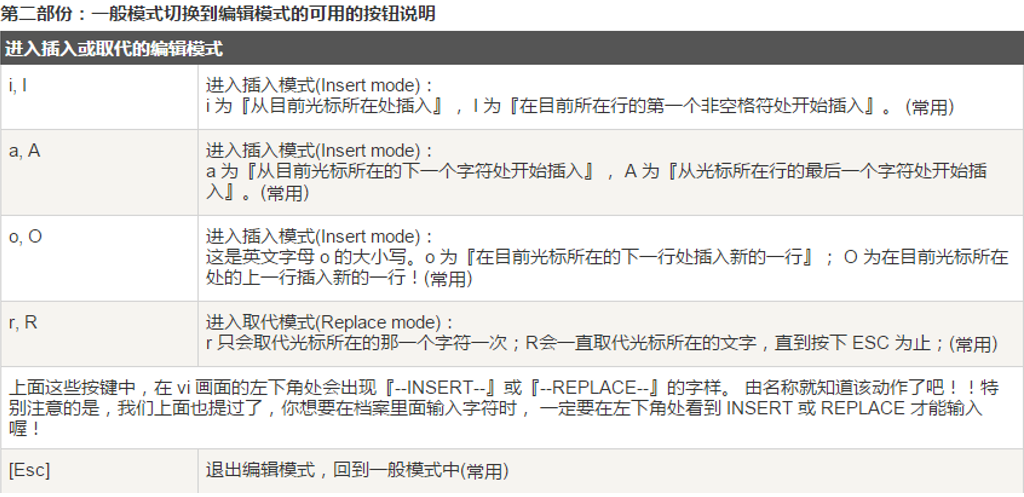 第二部份：一般模式切换到编辑模式的可用的按钮说明
进入插入或取代的编辑模式
i, I
进入插入模式(Insert mode)：
i 为『从目前光标所在处插入』， I 为『在目前所在行的第一个非空格符处开始插入』。 (常用)
a, A
进入插入模式(Insert mode)：
a 为『从目前光标所在的下一个字符处开始插入』， A 为『从光标所在行的最后一个字符处开始插
入』。(常用)
o, O
进入插入模式(Insert mode)：
这是英文字母 o 的大小写。o 为『在目前光标所在的下一行处插入新的一行』； O 为在目前光标所在
处的上一行插入新的一行！(常用)
r, R
进入取代模式(Replace mode)：
r 只会取代光标所在的那一个字符一次；R会一直取代光标所在的文字，直到按下 ESC 为止；(常用)
上面这些按键中，在 vi 画面的左下角处会出现『--INSERT--』或『--REPLACE--』的字样。 由名称就知道该动作了吧！！特
别注意的是，我们上面也提过了，你想要在档案里面输入字符时， 一定要在左下角处看到 INSERT 或 REPLACE 才能输入
喔！
[Esc]
退出编辑模式，回到一般模式中(常用)